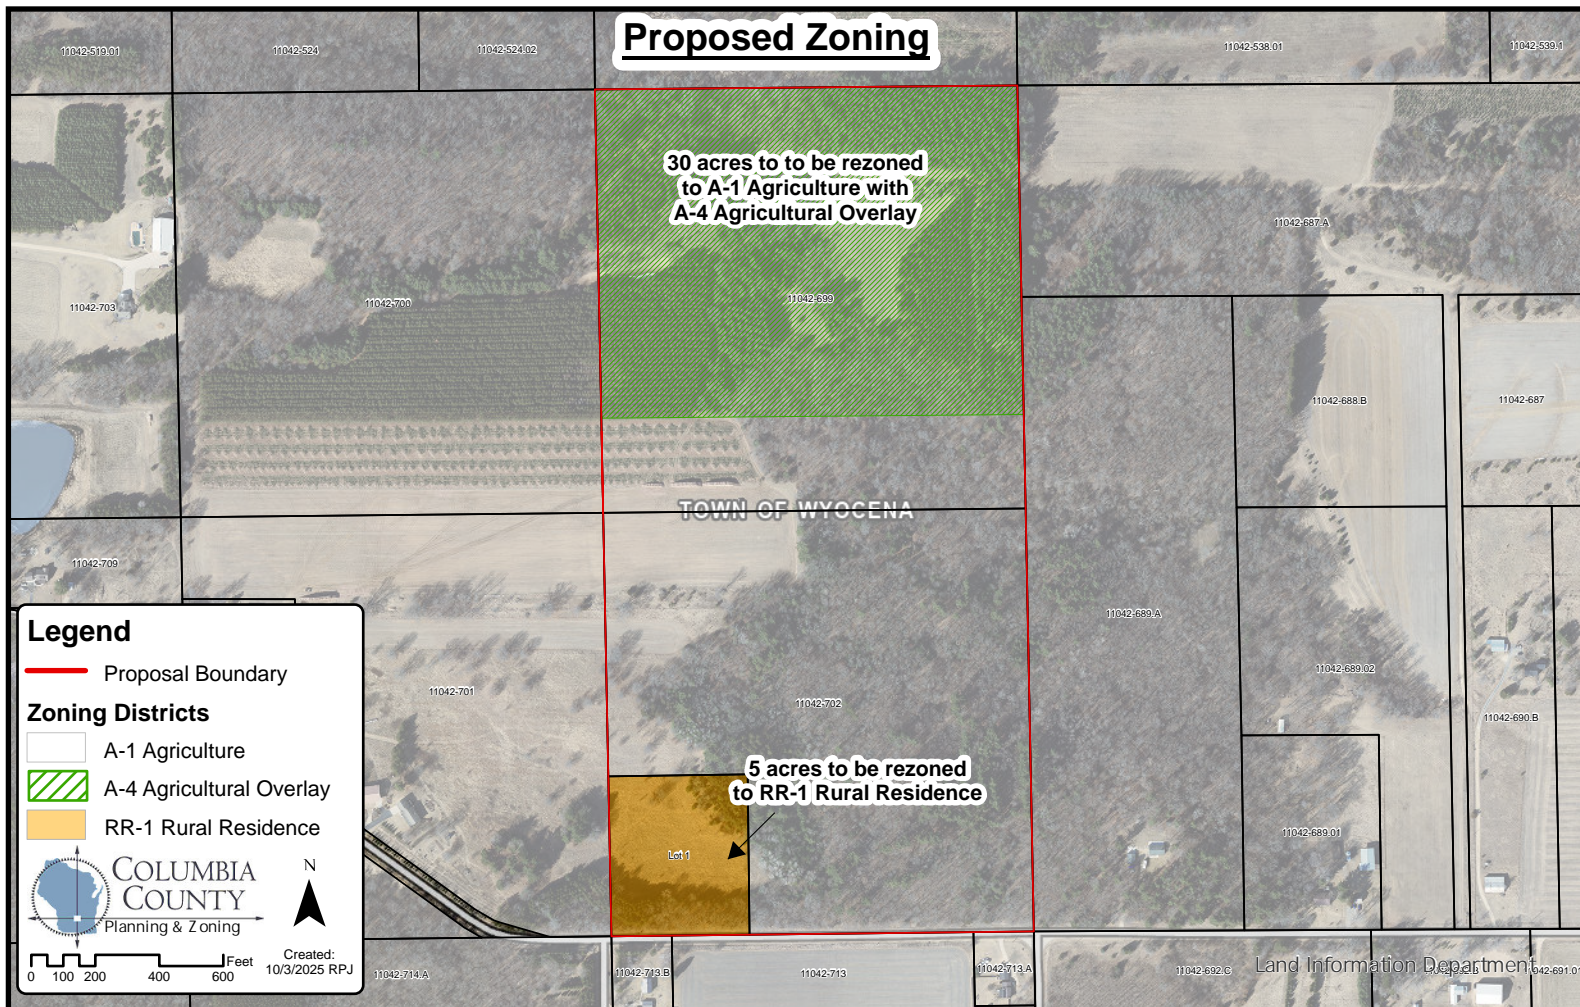 Proposed Zoning
11042-519.01
11042-524
11042-524.02
11042-538.01
11042-539.1
30 acres to to be rezoned
to A-1 Agriculture with
A-4 Agricultural Overlay
11042-687.A
11042-703
11042-700
11042-699
11042-688.B
11042-687
TOWN OF WYOCENA
11042-709
11042-689.A
11042-689.02
11042-701
11042-702
11042-690.B
5 acres to be rezoned
to RR-1 Rural Residence
Lot 1
11042-689.01
Legend
Proposal Boundary
Zoning Districts
A-1 Agriculture
A-4 Agricultural Overlay
RR-1 Rural Residence
COLUMBIA
COUNTY
Planning & Zoning
N
Created:
10/3/2025 RPJ
0 100 200 400 600
Feet
11042-714.A
11042-713.B
11042-713
11042-713.A
11042-692.C
Land Information Department
11042-691.01